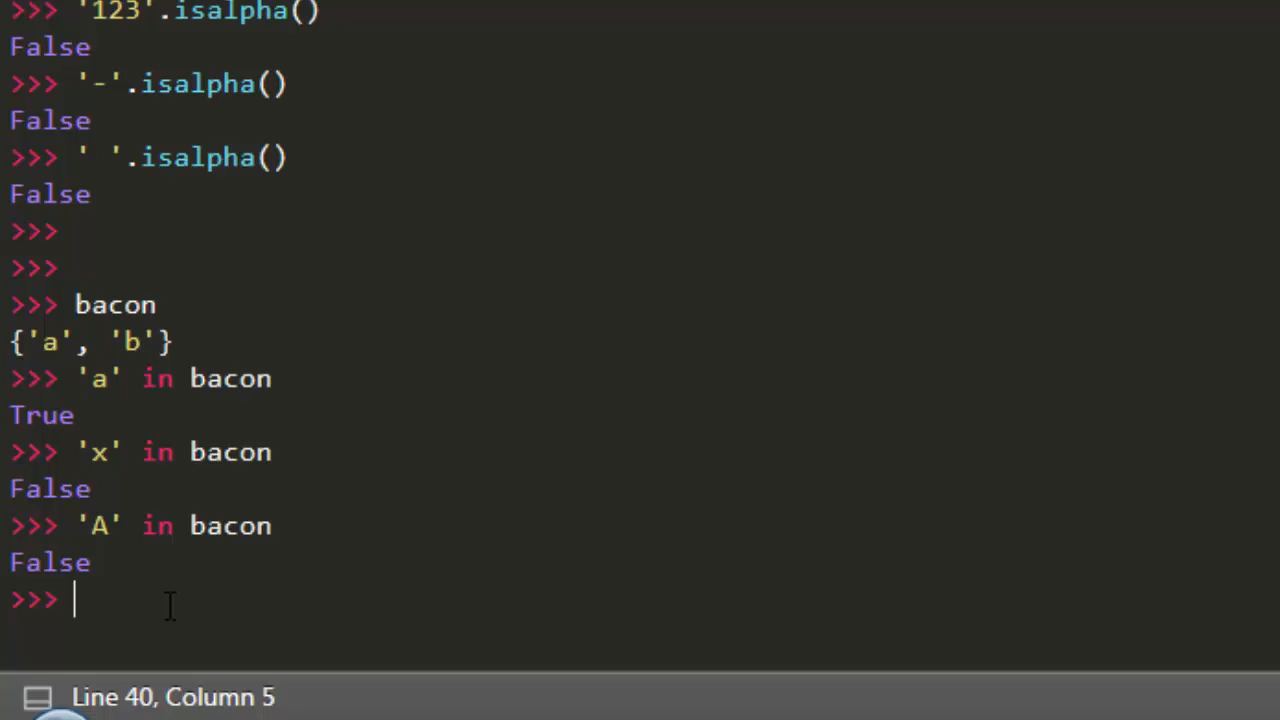 >>> '123'.isalpha()
False
>>> '-'.isalpha()
False
>>> ' '.isalpha()
False
>>>
>>>
>>> bacon
{'a', 'b'}
>>> 'a' in bacon
True
>>> 'x' in bacon
False
>>> 'A' in bacon
False
>>>
Line 40, Column 5